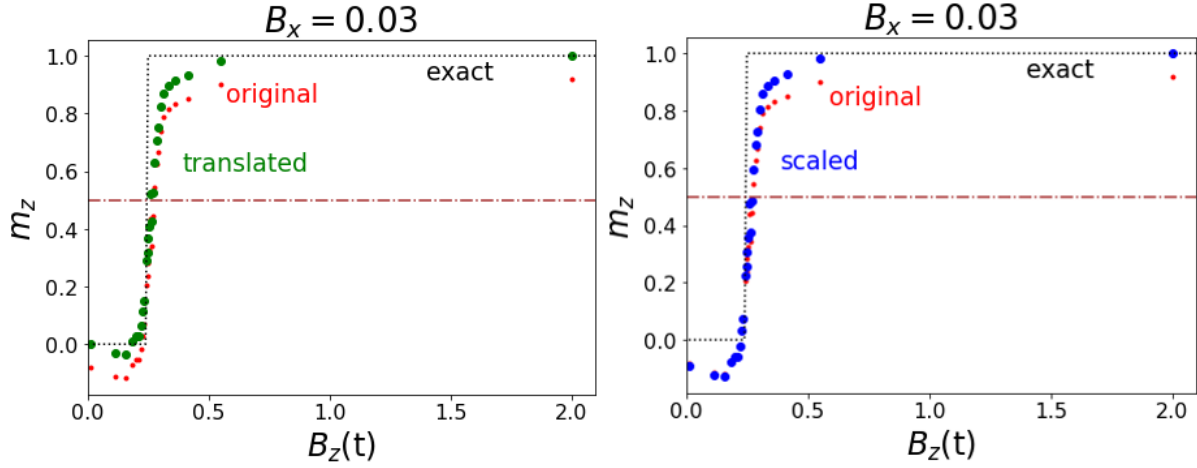 B_x = 0.03
1.0
0.8
0.6
0.4
0.2
0.0
m_z
exact
original
translated
0.0 0.5 1.0 1.5 2.0
B_z(t)
B_x = 0.03
1.0
0.8
0.6
0.4
0.2
0.0
m_z
exact
original
scaled
0.0 0.5 1.0 1.5 2.0
B_z(t)